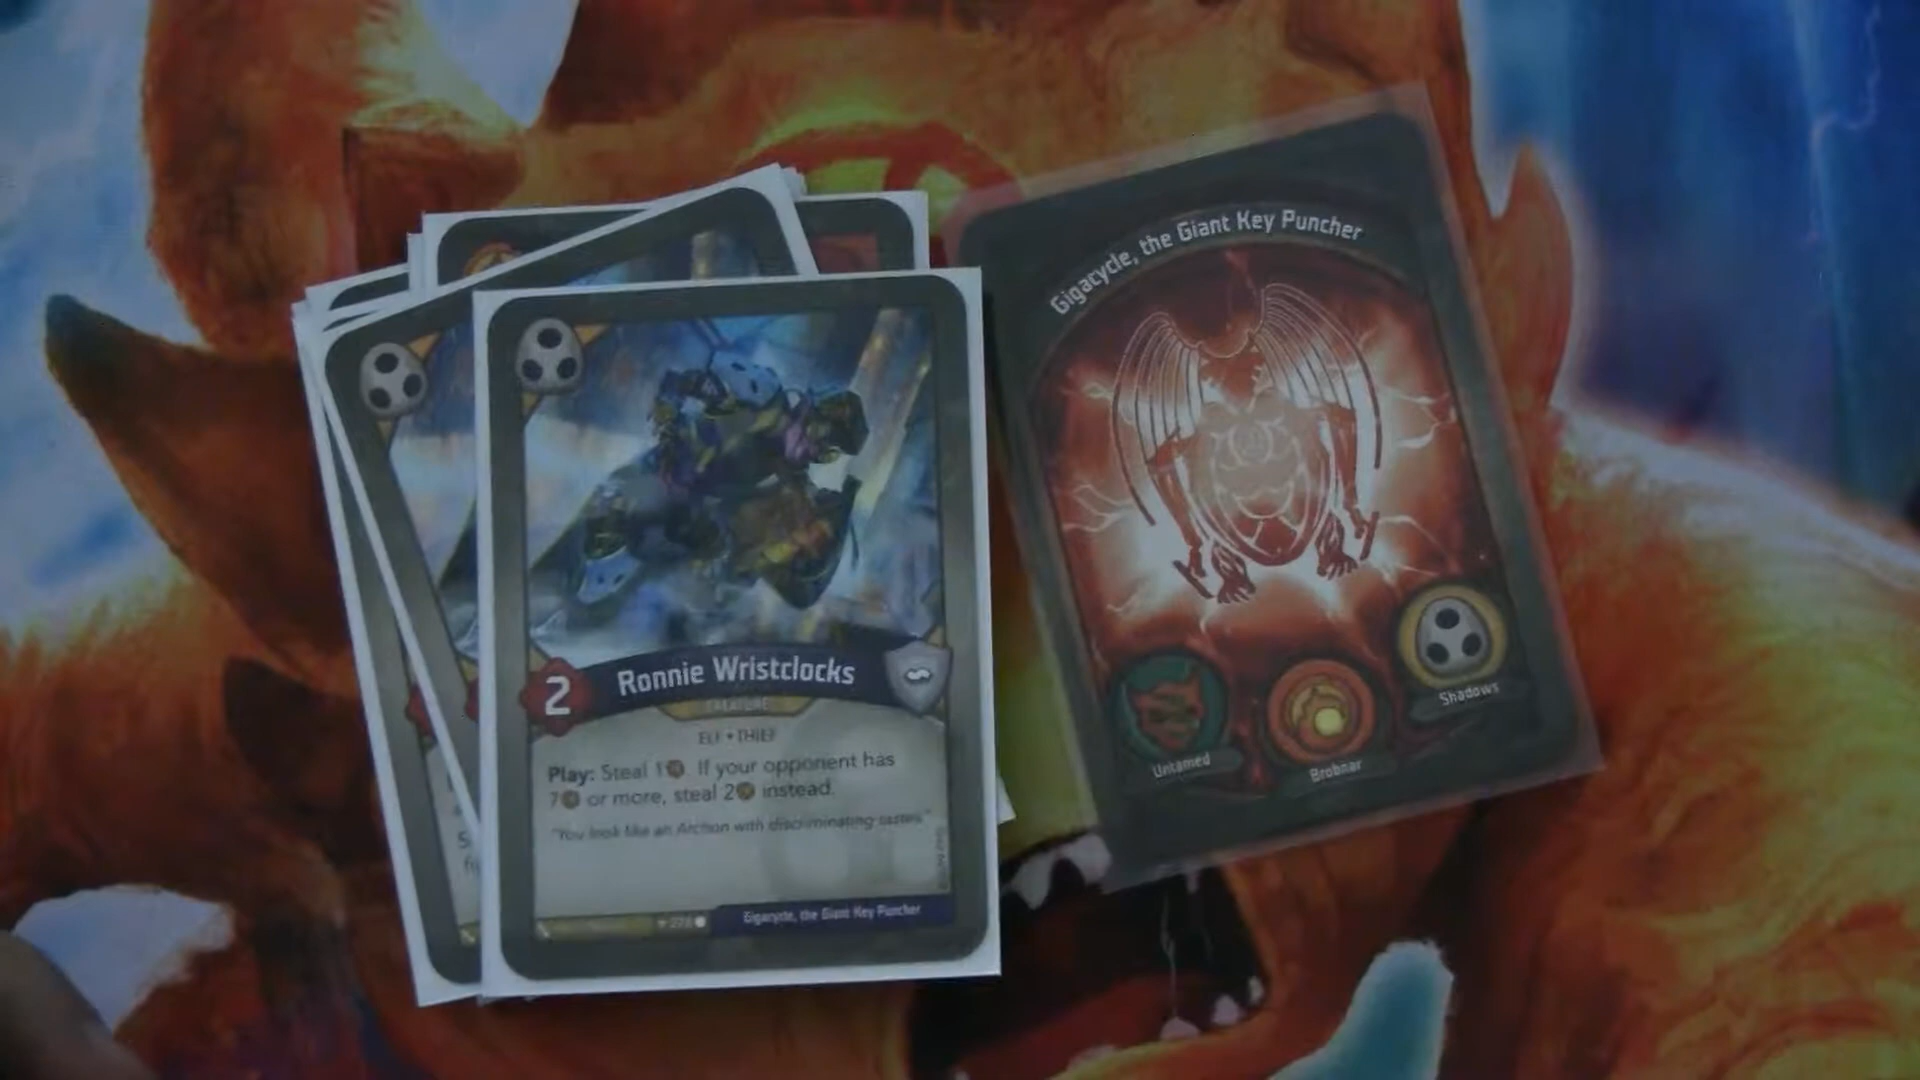 Gigacycle, the Giant Key Puncher
Untamed
Brobnar
Shadows
2
Ronnie Wristclocks
CREATURE
ELF • THIEF
Play: Steal 1. If your opponent has
7 or more, steal 2 instead.
"You look like an Archon with discriminating tastes."
Gigacycle, the Giant Key Puncher